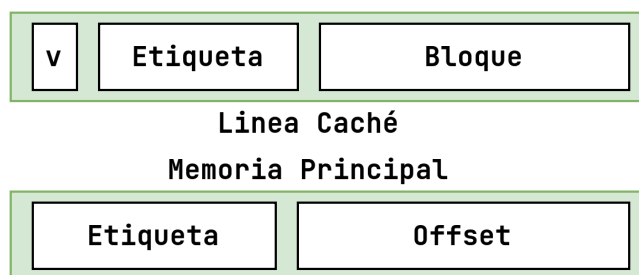 v Etiqueta Bloque
Linea Caché
Memoria Principal
Etiqueta Offset